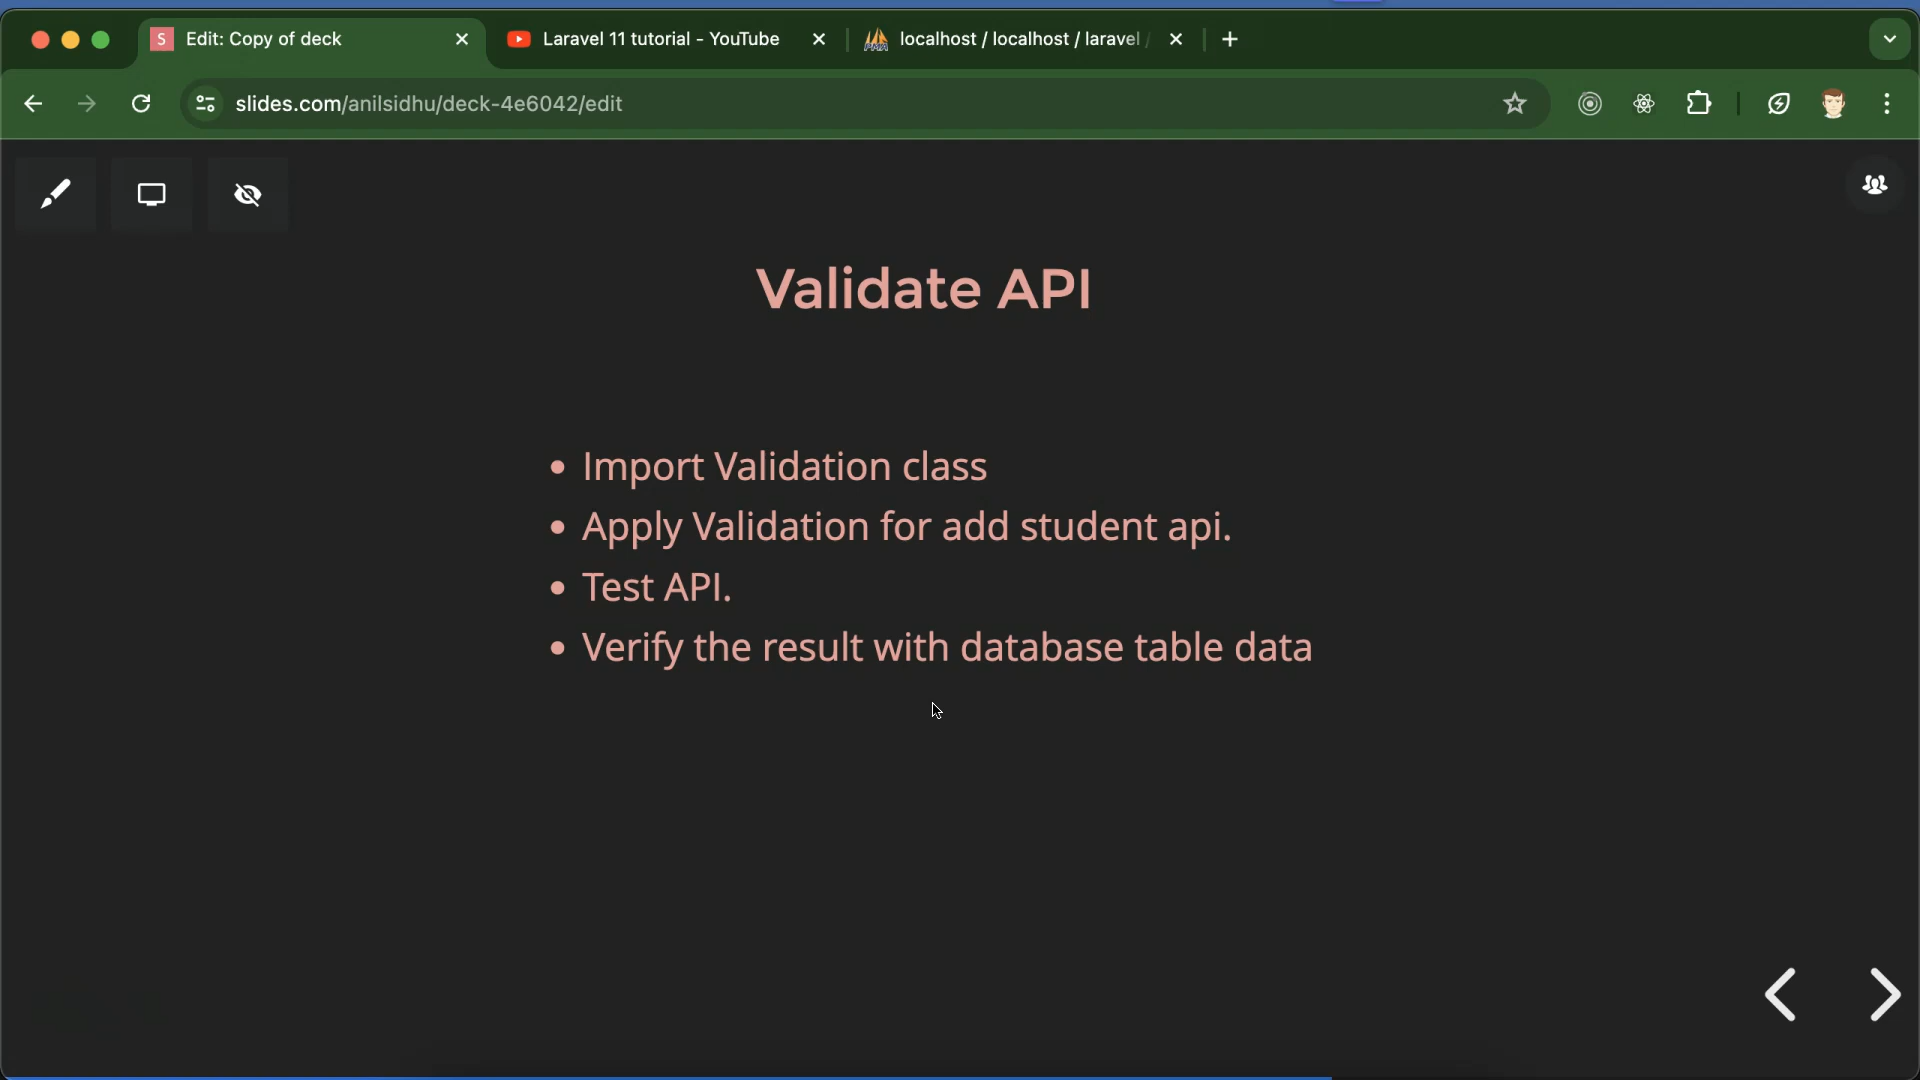 S Edit: Copy of deck
Laravel 11 tutorial - YouTube
PMA localhost / localhost / laravel /
slides.com/anilsidhu/deck-4e6042/edit
Validate API
• Import Validation class
• Apply Validation for add student api.
• Test API.
• Verify the result with database table data